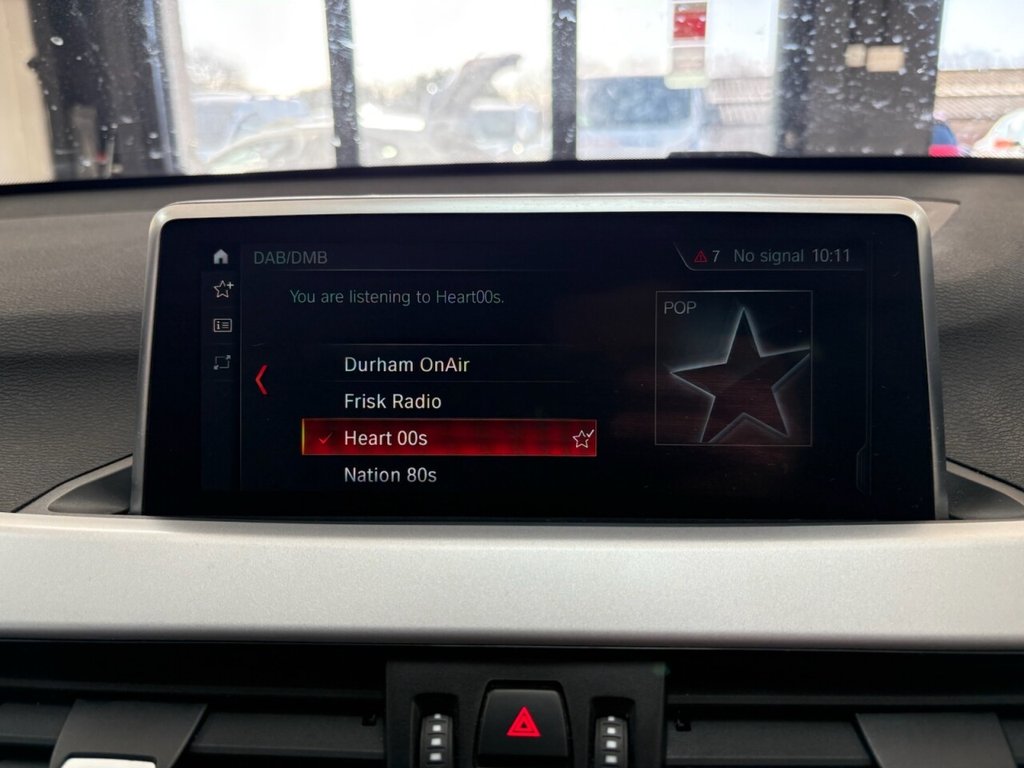 DAB/DMB
7 No signal 10:11
You are listening to Heart00s.
POP
Durham OnAir
Frisk Radio
Heart 00s
Nation 80s